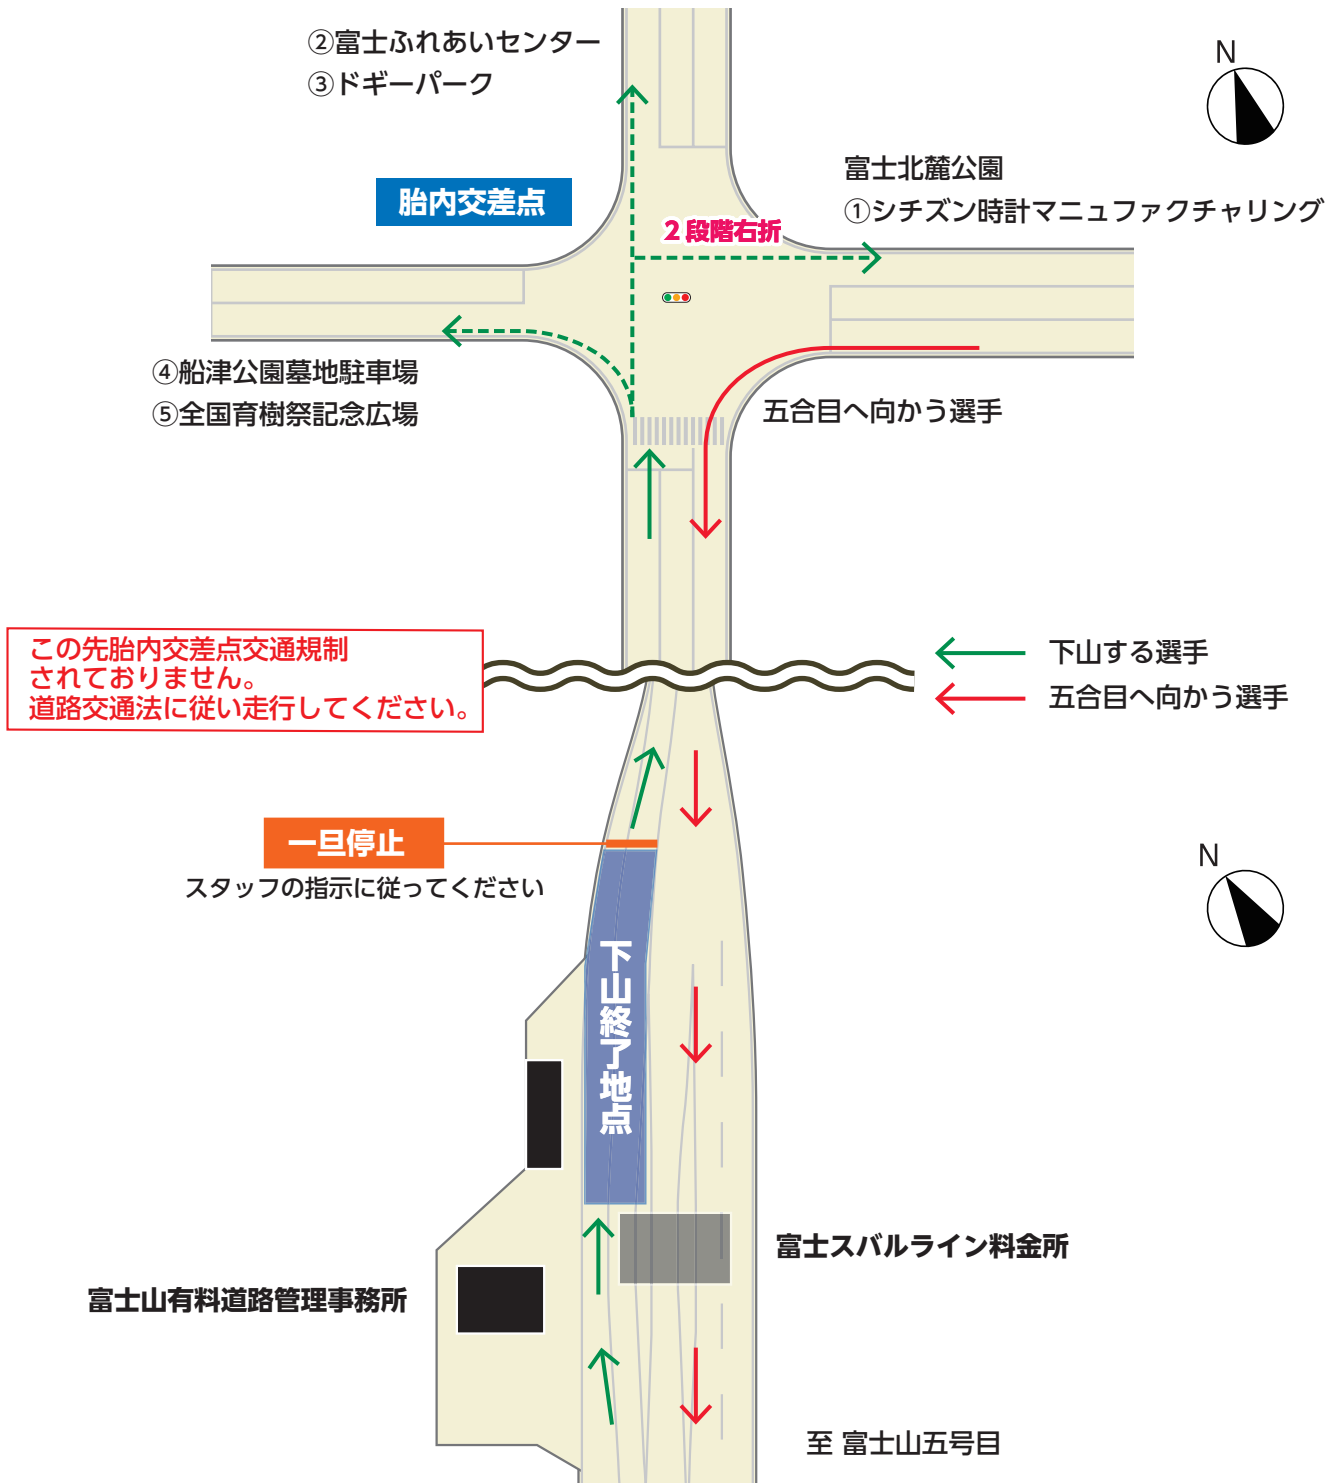 ②富士ふれあいセンター
③ドギーパーク
N
富士北麓公園
①シチズン時計マニュファクチャリング
胎内交差点
2段階右折
④船津公園墓地駐車場
⑤全国育樹祭記念広場
五合目へ向かう選手
この先胎内交差点交通規制
されておりません。
道路交通法に従い走行してください。
下山する選手
五合目へ向かう選手
一旦停止
スタッフの指示に従ってください
N
下山終了地点
富士スバルライン料金所
富士山有料道路管理事務所
至 富士山五号目